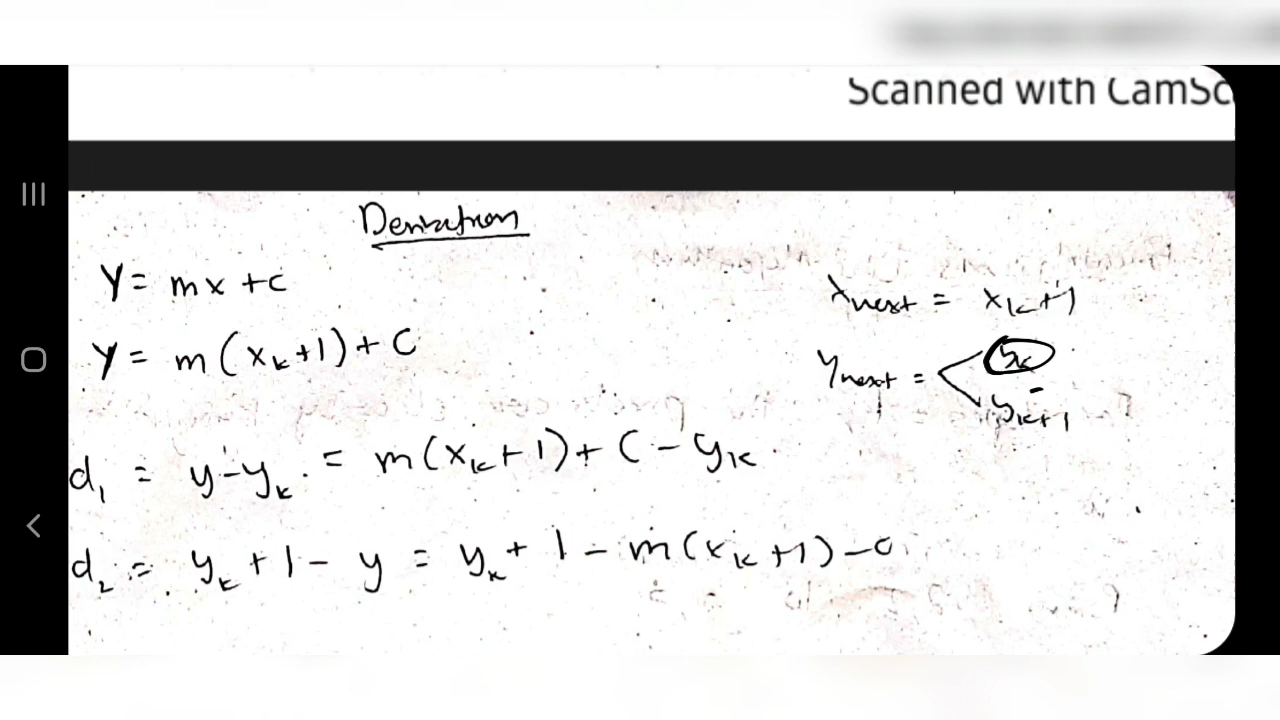 Scanned with CamSc
Derivation
Y = mx + c
Y = m(xₖ+1) + C
xnext = xₖ+1
ynext = < yₖ
yₖ+1
d₁ = y - yₖ = m(xₖ+1) + C - yₖ
d₂ = yₖ + 1 - y = yₖ + 1 - m(xₖ+1) - c